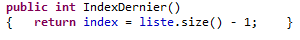 public int IndexDernier()
{   return index = liste.size() - 1;    }